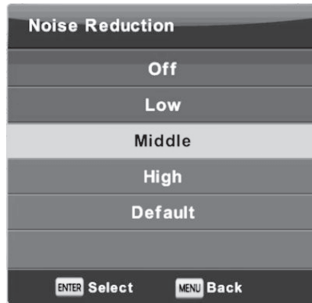 Noise Reduction
Off
Low
Middle
High
Default
ENTER Select MENU Back